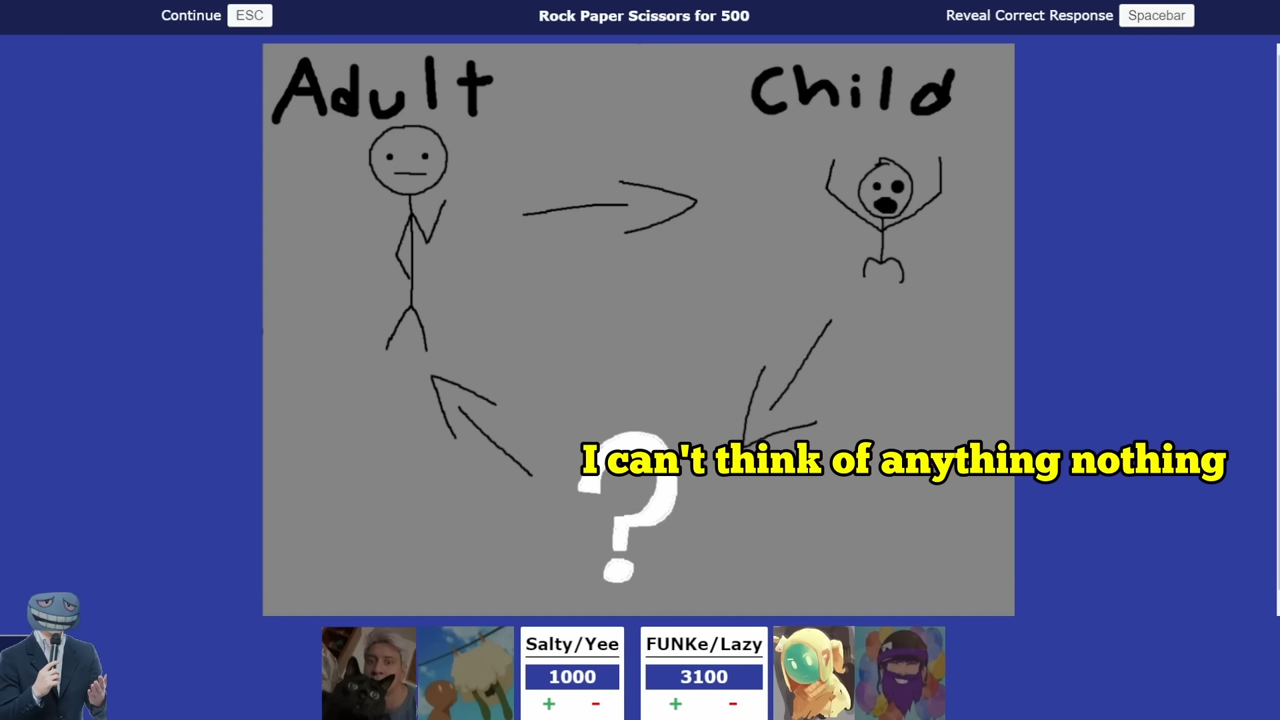 Continue ESC
Rock Paper Scissors for 500
Reveal Correct Response Spacebar
Adult
Child
I can't think of anything nothing
?
Salty/Yee
FUNKe/Lazy
1000
3100
+ -
+ -